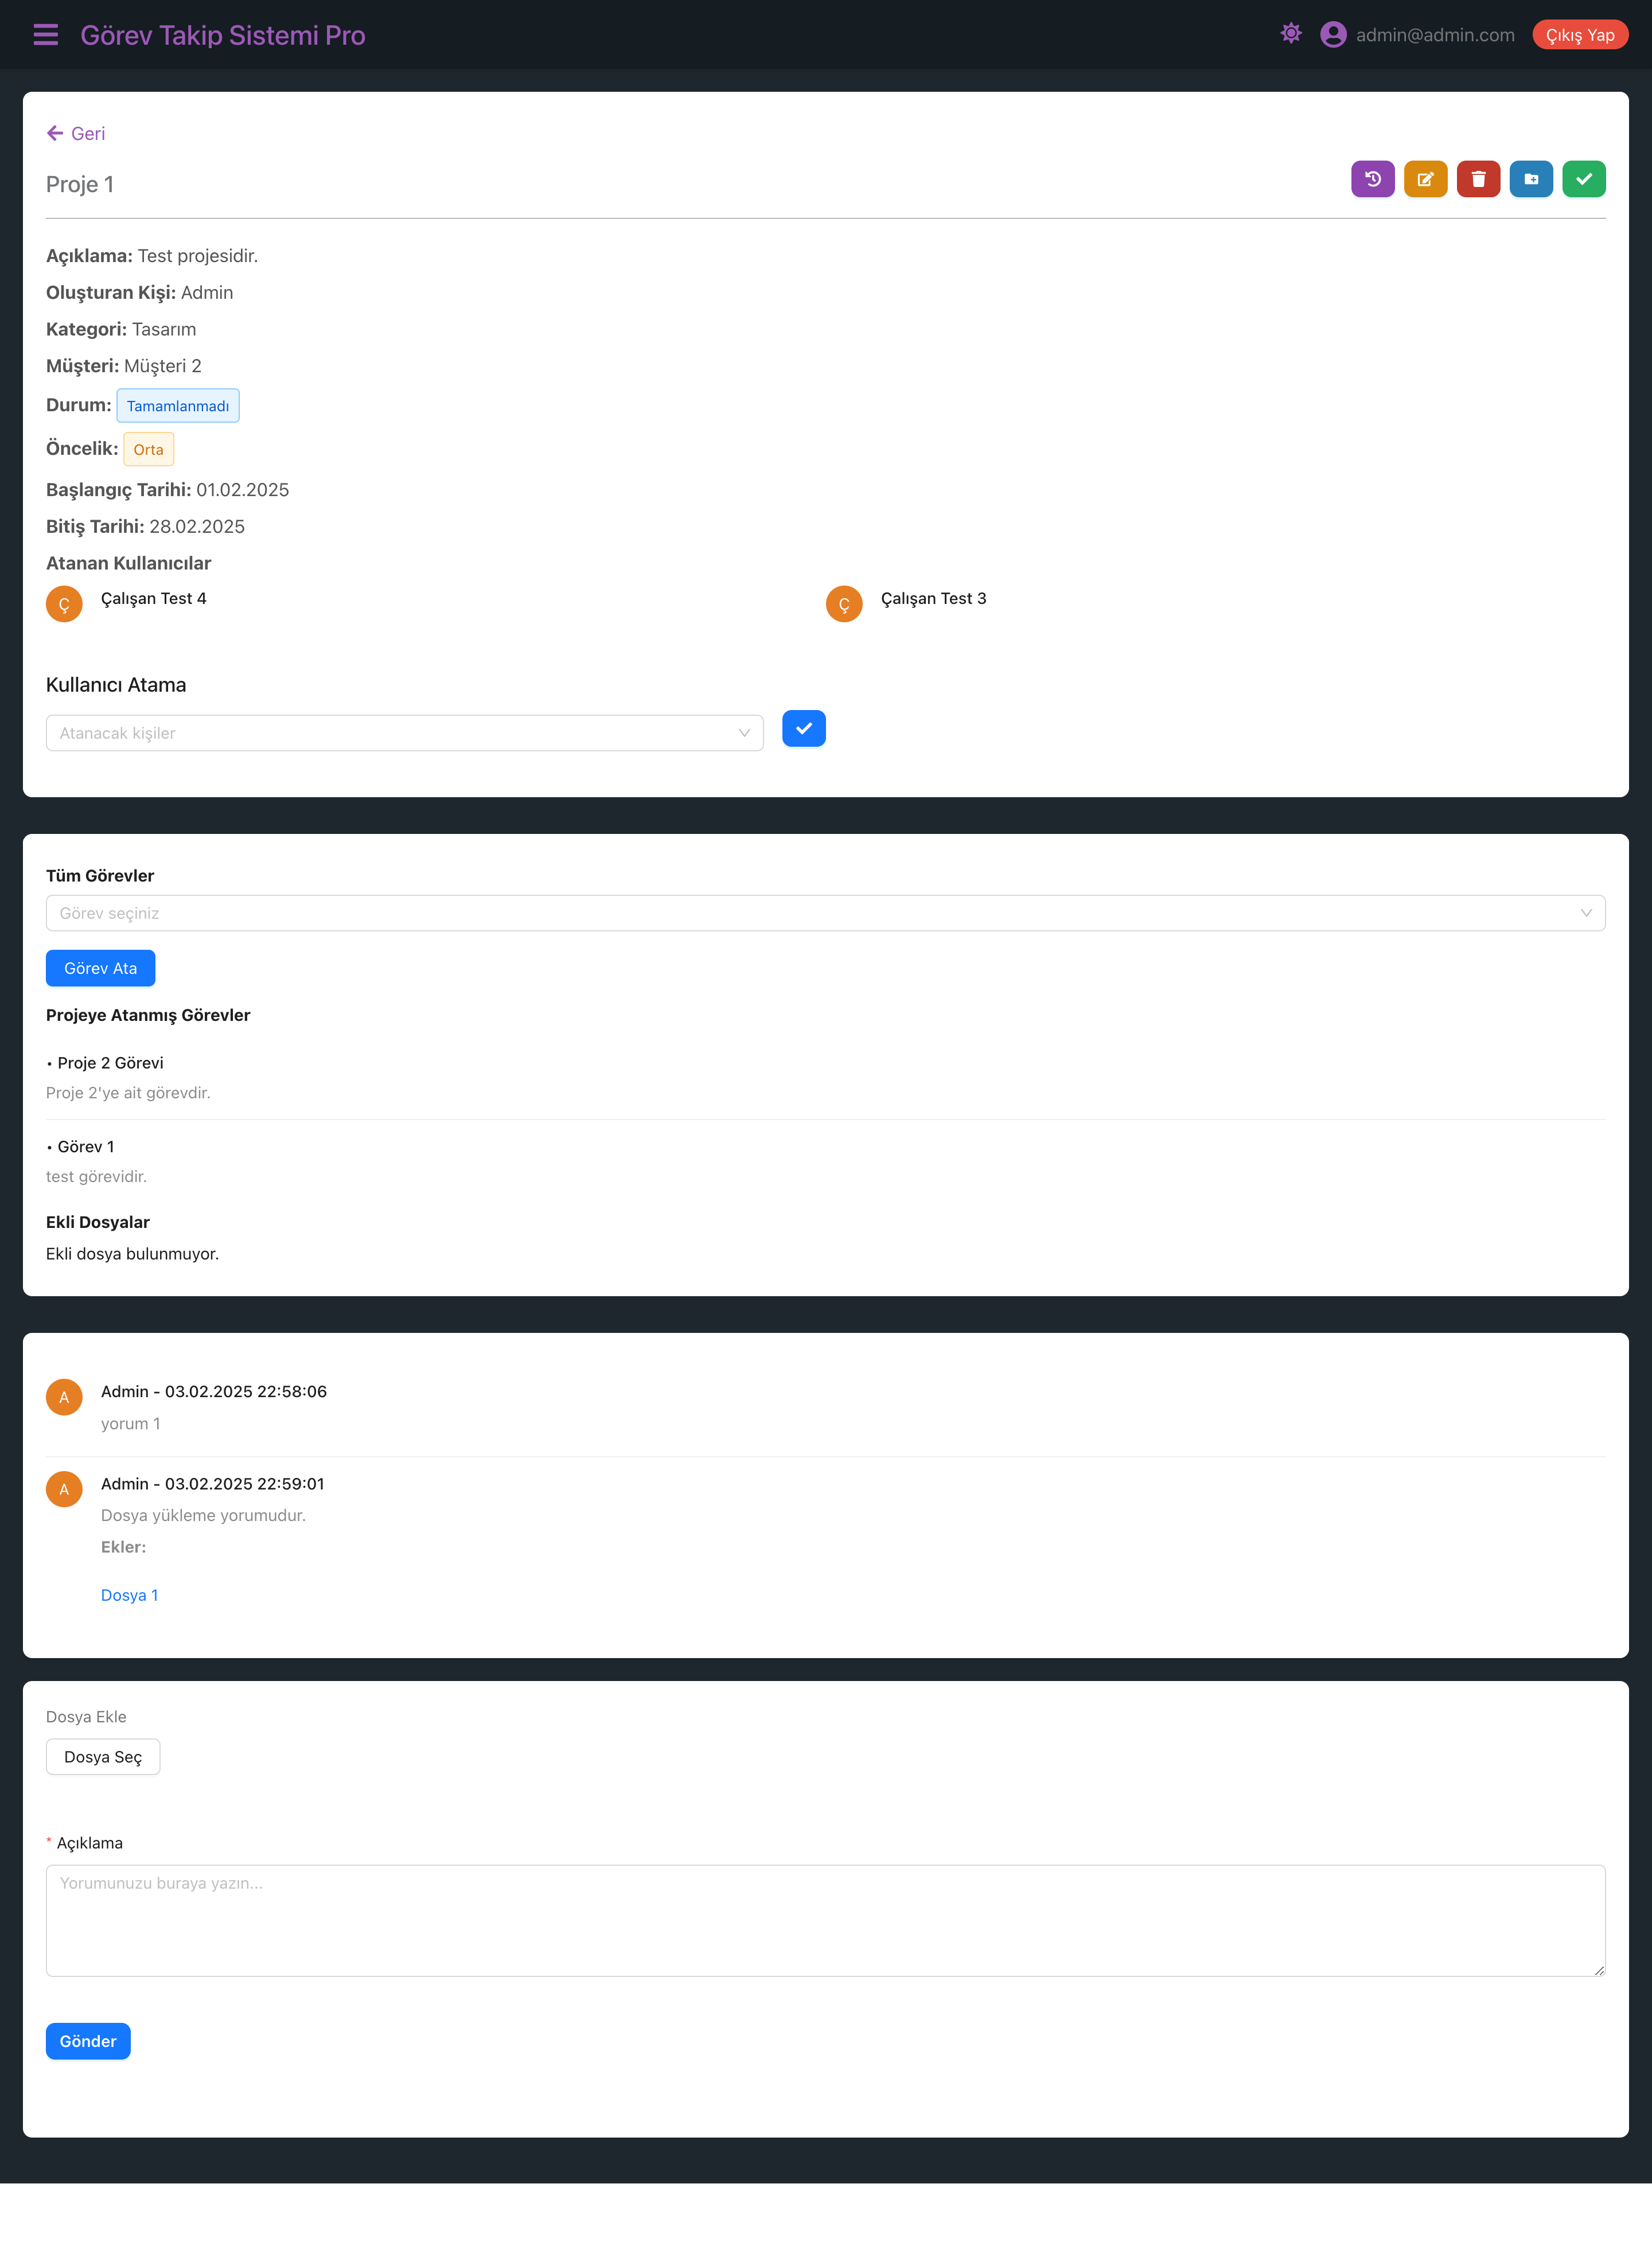 Görev Takip Sistemi Pro
admin@admin.com
Çıkış Yap
Geri
Proje 1
Açıklama: Test projesidir.
Oluşturan Kişi: Admin
Kategori: Tasarım
Müşteri: Müşteri 2
Durum: Tamamlanmadı
Öncelik: Orta
Başlangıç Tarihi: 01.02.2025
Bitiş Tarihi: 28.02.2025
Atanan Kullanıcılar
Ç Çalışan Test 4
Ç Çalışan Test 3
Kullanıcı Atama
Atanacak kişiler
Tüm Görevler
Görev seçiniz
Görev Ata
Projeye Atanmış Görevler
• Proje 2 Görevi
Proje 2'ye ait görevdir.
• Görev 1
test görevidir.
Ekli Dosyalar
Ekli dosya bulunmuyor.
A Admin - 03.02.2025 22:58:06
yorum 1
A Admin - 03.02.2025 22:59:01
Dosya yükleme yorumudur.
Ekler:
Dosya 1
Dosya Ekle
Dosya Seç
* Açıklama
Yorumunuzu buraya yazın...
Gönder